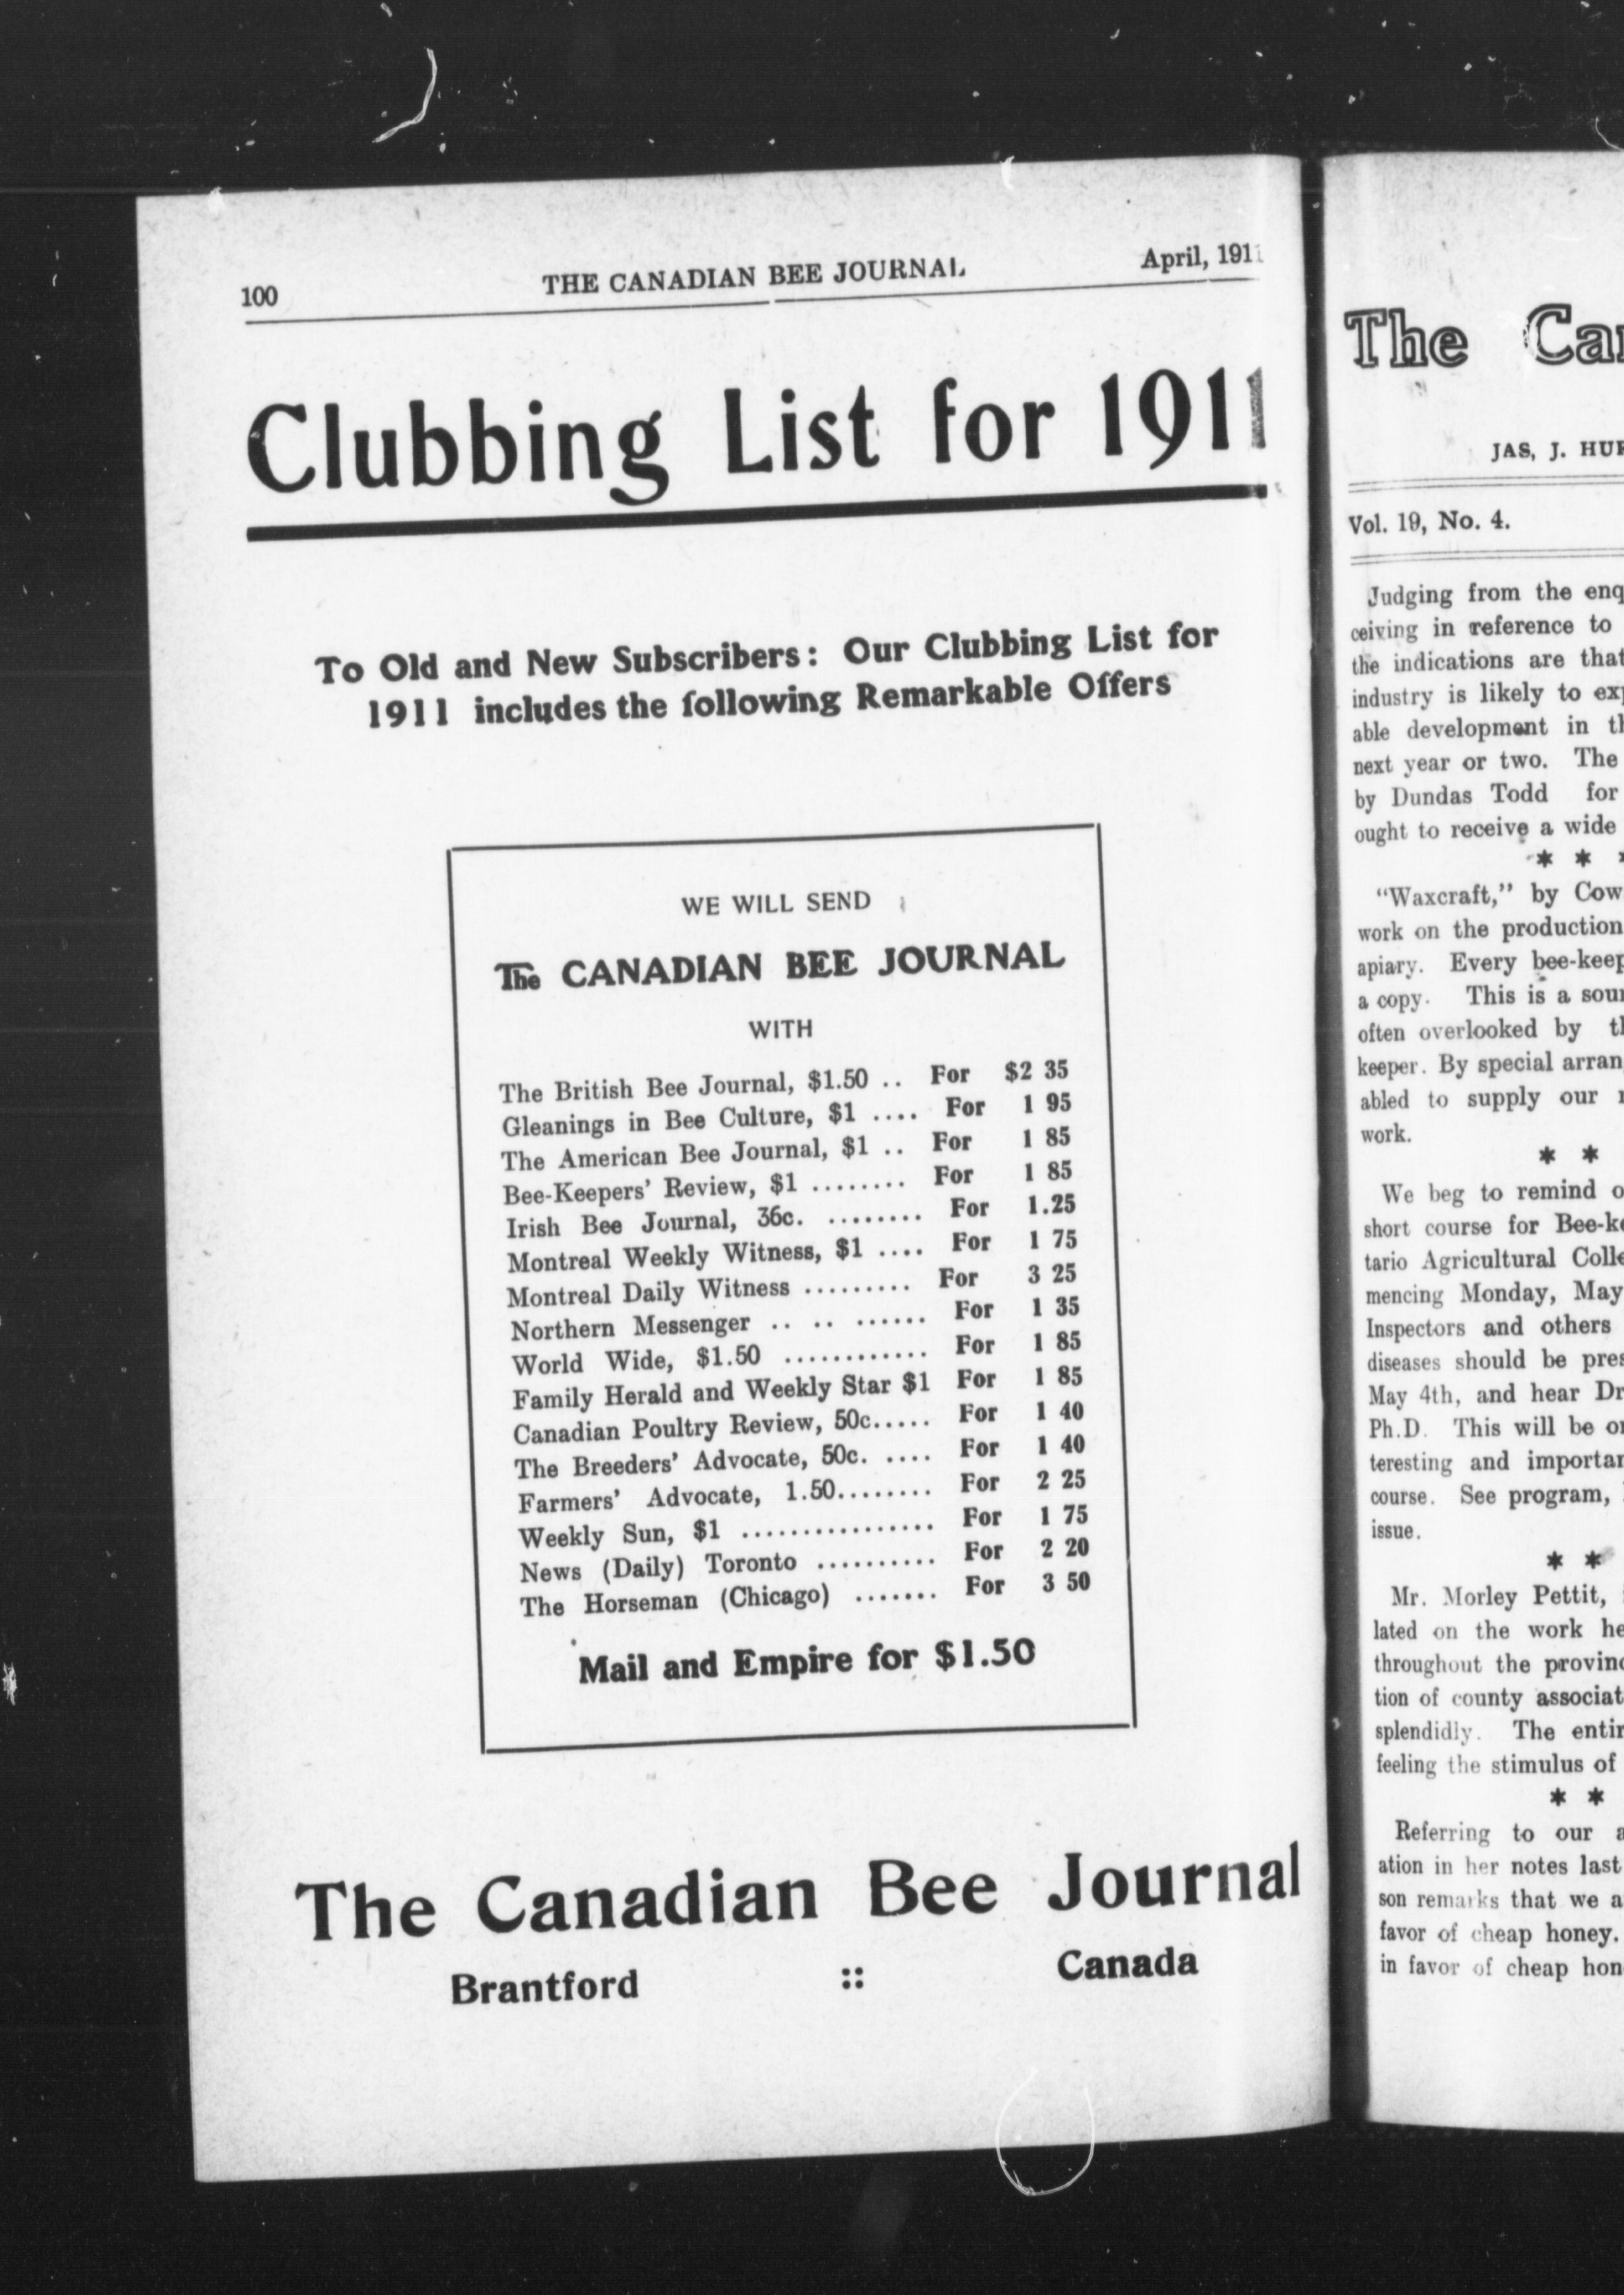 100
THE CANADIAN BEE JOURNAL
April, 1911
Clubbing List for 1911
To Old and New Subscribers: Our Clubbing List for
1911 includes the following Remarkable Offers
WE WILL SEND
The CANADIAN BEE JOURNAL
WITH
The British Bee Journal, $1.50 .. For $2 35
Gleanings in Bee Culture, $1 .... For 1 95
The American Bee Journal, $1 .. For 1 85
Bee-Keepers' Review, $1 ........ For 1 85
Irish Bee Journal, 36c. ........ For 1.25
Montreal Weekly Witness, $1 .... For 1 75
Montreal Daily Witness ......... For 3 25
Northern Messenger .. .. ...... For 1 35
World Wide, $1.50 ............ For 1 85
Family Herald and Weekly Star $1 For 1 85
Canadian Poultry Review, 50c..... For 1 40
The Breeders' Advocate, 50c. .... For 1 40
Farmers' Advocate, 1.50........ For 2 25
Weekly Sun, $1 ................ For 1 75
News (Daily) Toronto .......... For 2 20
The Horseman (Chicago) ....... For 3 50
Mail and Empire for $1.50
The Canadian Bee Journal
Brantford :: Canada
The
JAS, J.
Vol. 19, No. 4.
Judging from the
ceiving in reference to
the indications are that
industry is likely to
able development in
next year or two. The
by Dundas Todd for
ought to receive a wide
* *
"Waxcraft," by
work on the production
apiary. Every
a copy. This is a
often overlooked by
keeper. By special
abled to supply our
work.
* *
We beg to remind
short course for
tario Agricultural
mencing Monday, May
Inspectors and others
diseases should be
May 4th, and hear
Ph.D. This will be
teresting and
course. See program,
issue.
* *
Mr. Morley Pettit,
lated on the work
throughout the
tion of county
splendidly. The
feeling the stimulus of
* *
Referring to our
ation in her notes last
son remarks that we
favor of cheap honey.
in favor of cheap